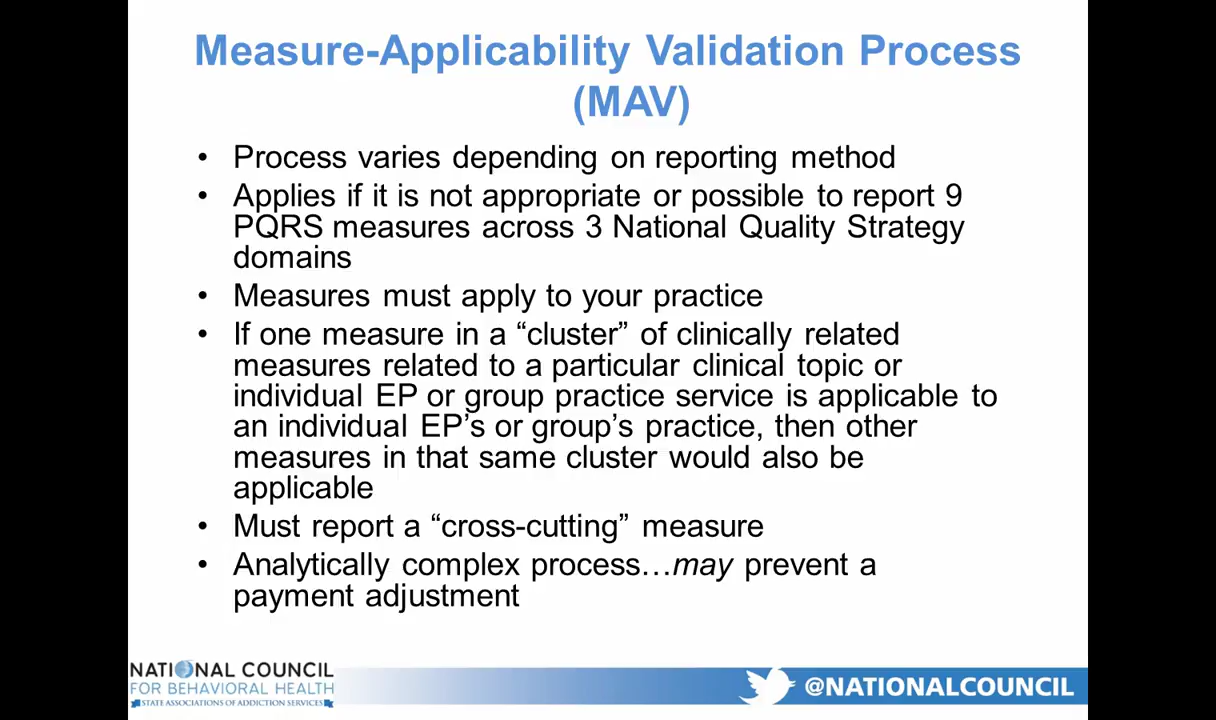 Measure-Applicability Validation Process
(MAV)
• Process varies depending on reporting method
• Applies if it is not appropriate or possible to report 9
PQRS measures across 3 National Quality Strategy
domains
• Measures must apply to your practice
• If one measure in a “cluster” of clinically related
measures related to a particular clinical topic or
individual EP or group practice service is applicable to
an individual EP’s or group’s practice, then other
measures in that same cluster would also be
applicable
• Must report a “cross-cutting” measure
• Analytically complex process…may prevent a
payment adjustment
NATIONAL COUNCIL
FOR BEHAVIORAL HEALTH
STATE ASSOCIATIONS OF ADDICTION SERVICES
@NATIONALCOUNCIL